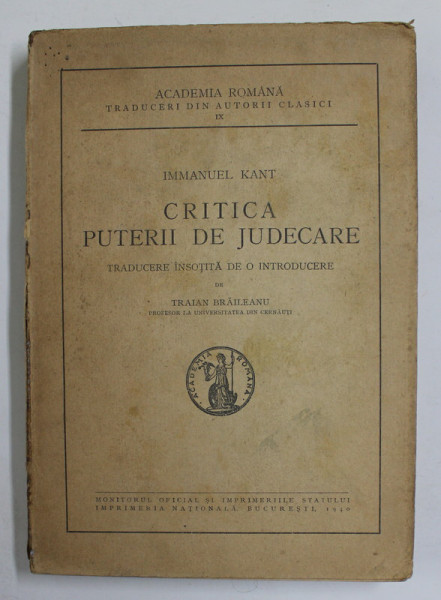 ACADEMIA ROMÂNĂ
TRADUCERI DIN AUTORII CLASICI
IX
IMMANUEL KANT
CRITICA
PUTERII DE JUDECARE
TRADUCERE ÎNSOȚITĂ DE O INTRODUCERE
DE
TRAIAN BRĂILEANU
PROFESOR LA UNIVERSITATEA DIN CERNĂUȚI
ACADEMIA ROMÂNĂ
MONITORUL OFICIAL ȘI IMPRIMERIILE STATULUI
IMPRIMERIA NAȚIONALĂ, BUCUREȘTI, 1940